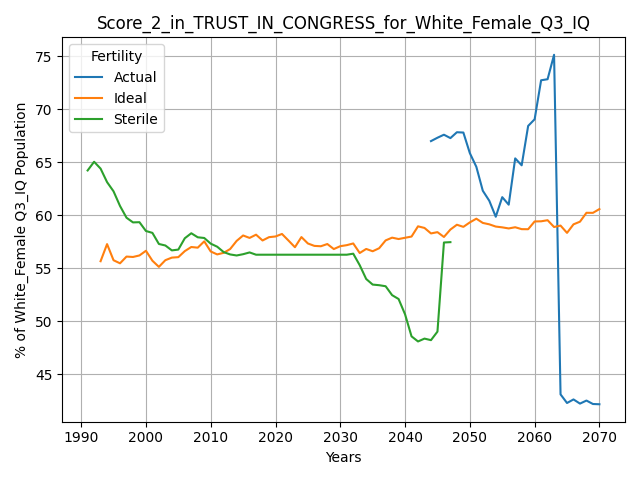 Score_2_in_TRUST_IN_CONGRESS_for_White_Female_Q3_IQ
Fertility
Actual
Ideal
Sterile
% of White_Female Q3_IQ Population
75
70
65
60
55
50
45
1990 2000 2010 2020 2030 2040 2050 2060 2070
Years